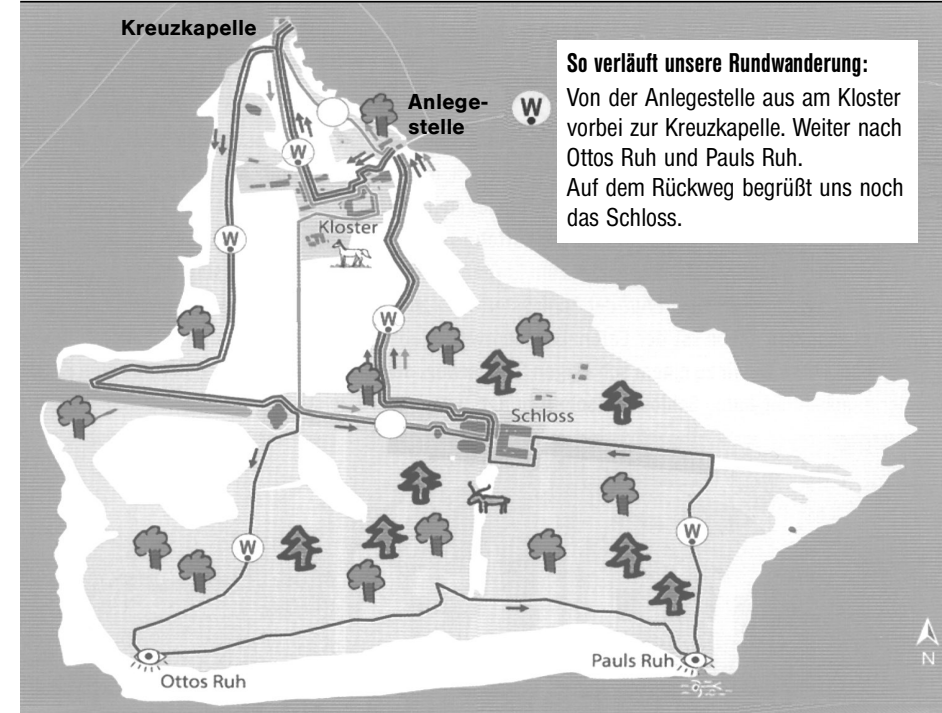 Kreuzkapelle
Anlege-
stelle
W
So verläuft unsere Rundwanderung:
Von der Anlegestelle aus am Kloster
vorbei zur Kreuzkapelle. Weiter nach
Ottos Ruh und Pauls Ruh.
Auf dem Rückweg begrüßt uns noch
das Schloss.
W
W
Kloster
W
Schloss
W
W
Ottos Ruh
Pauls Ruh
N